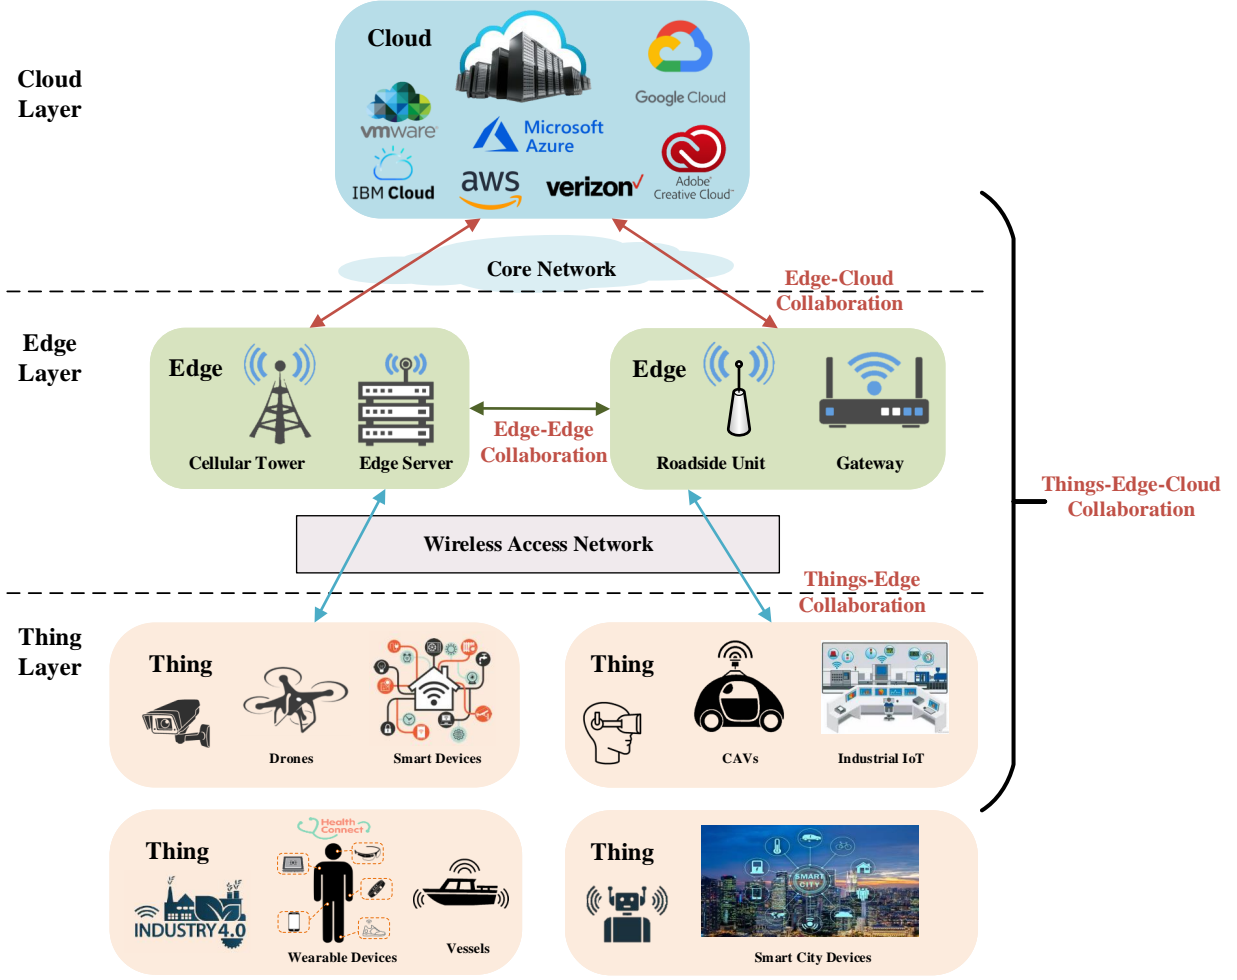 Cloud
Layer
Cloud
Google Cloud
vmware®
Microsoft
Azure
IBM Cloud
aws
verizon✓
Adobe®
Creative Cloud™
Core Network
Edge-Cloud
Collaboration
Edge
Layer
Edge
Cellular Tower
Edge Server
Edge-Edge
Collaboration
Edge
Roadside Unit
Gateway
Things-Edge-Cloud
Collaboration
Wireless Access Network
Things-Edge
Collaboration
Thing
Layer
Thing
Drones
Smart Devices
Thing
CAVs
Industrial IoT
Thing
INDUSTRY 4.0
Health
Connect
Wearable Devices
Vessels
Thing
SMART
CITY
Smart City Devices